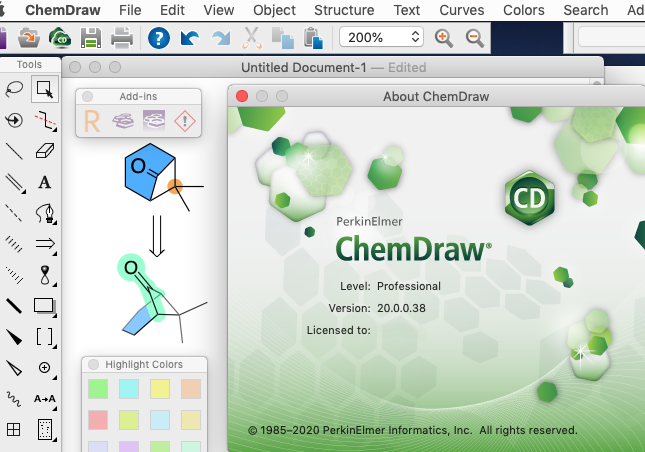 ChemDraw File Edit View Object Structure Text Curves Colors Search
200%
Tools
Untitled Document-1 — Edited
Add-ins
About ChemDraw
R
O
A
CD
PerkinElmer
ChemDraw®
O
Level: Professional
Version: 20.0.0.38
Licensed to:
Highlight Colors
A→A
© 1985–2020 PerkinElmer Informatics, Inc. All rights reserved.